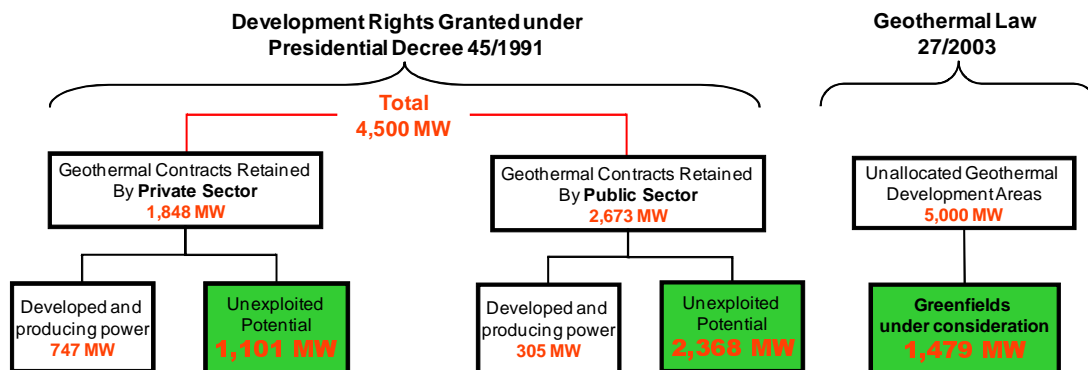 Development Rights Granted under
Presidential Decree 45/1991
Geothermal Law
27/2003
Total
4,500 MW
Geothermal Contracts Retained
By Private Sector
1,848 MW
Geothermal Contracts Retained
By Public Sector
2,673 MW
Unallocated Geothermal
Development Areas
5,000 MW
Developed and
producing power
747 MW
Unexploited
Potential
1,101 MW
Developed and
producing power
305 MW
Unexploited
Potential
2,368 MW
Greenfields
under consideration
1,479 MW